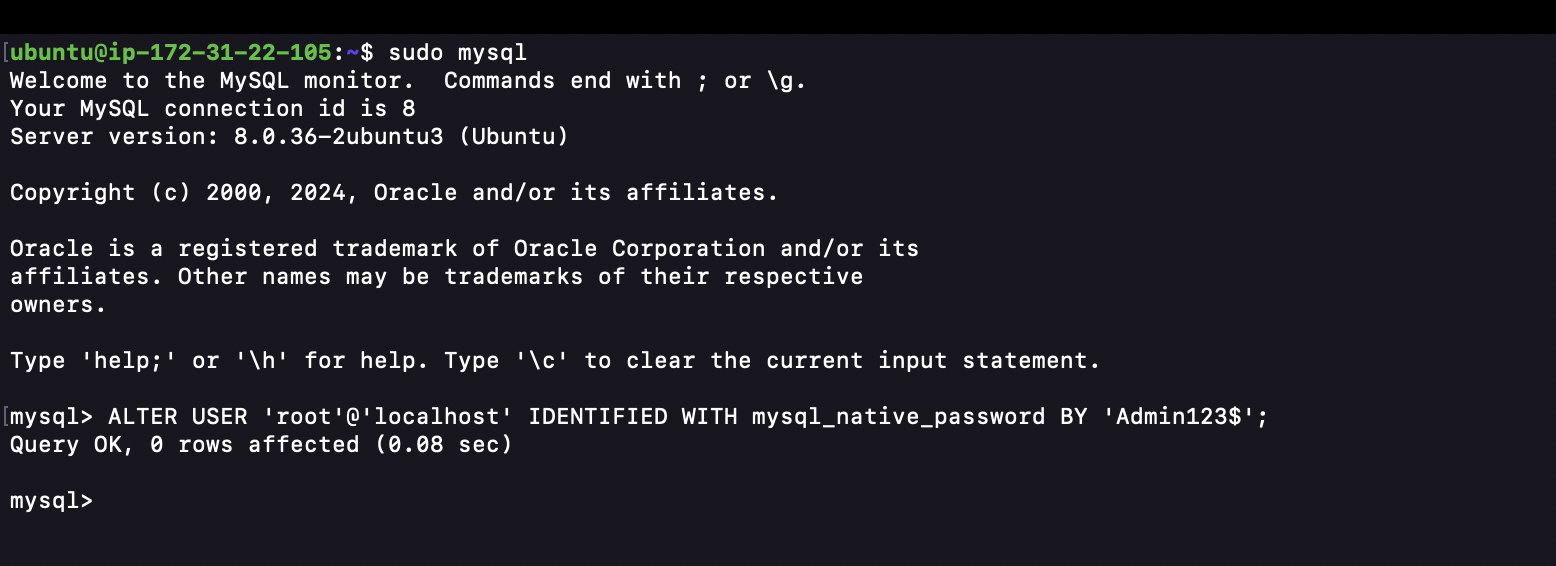 [ubuntu@ip-172-31-22-105:~$ sudo mysql
Welcome to the MySQL monitor.  Commands end with ; or \g.
Your MySQL connection id is 8
Server version: 8.0.36-2ubuntu3 (Ubuntu)
Copyright (c) 2000, 2024, Oracle and/or its affiliates.
Oracle is a registered trademark of Oracle Corporation and/or its
affiliates. Other names may be trademarks of their respective
owners.
Type 'help;' or '\h' for help. Type '\c' to clear the current input statement.
[mysql> ALTER USER 'root'@'localhost' IDENTIFIED WITH mysql_native_password BY 'Admin123$';
Query OK, 0 rows affected (0.08 sec)
mysql>